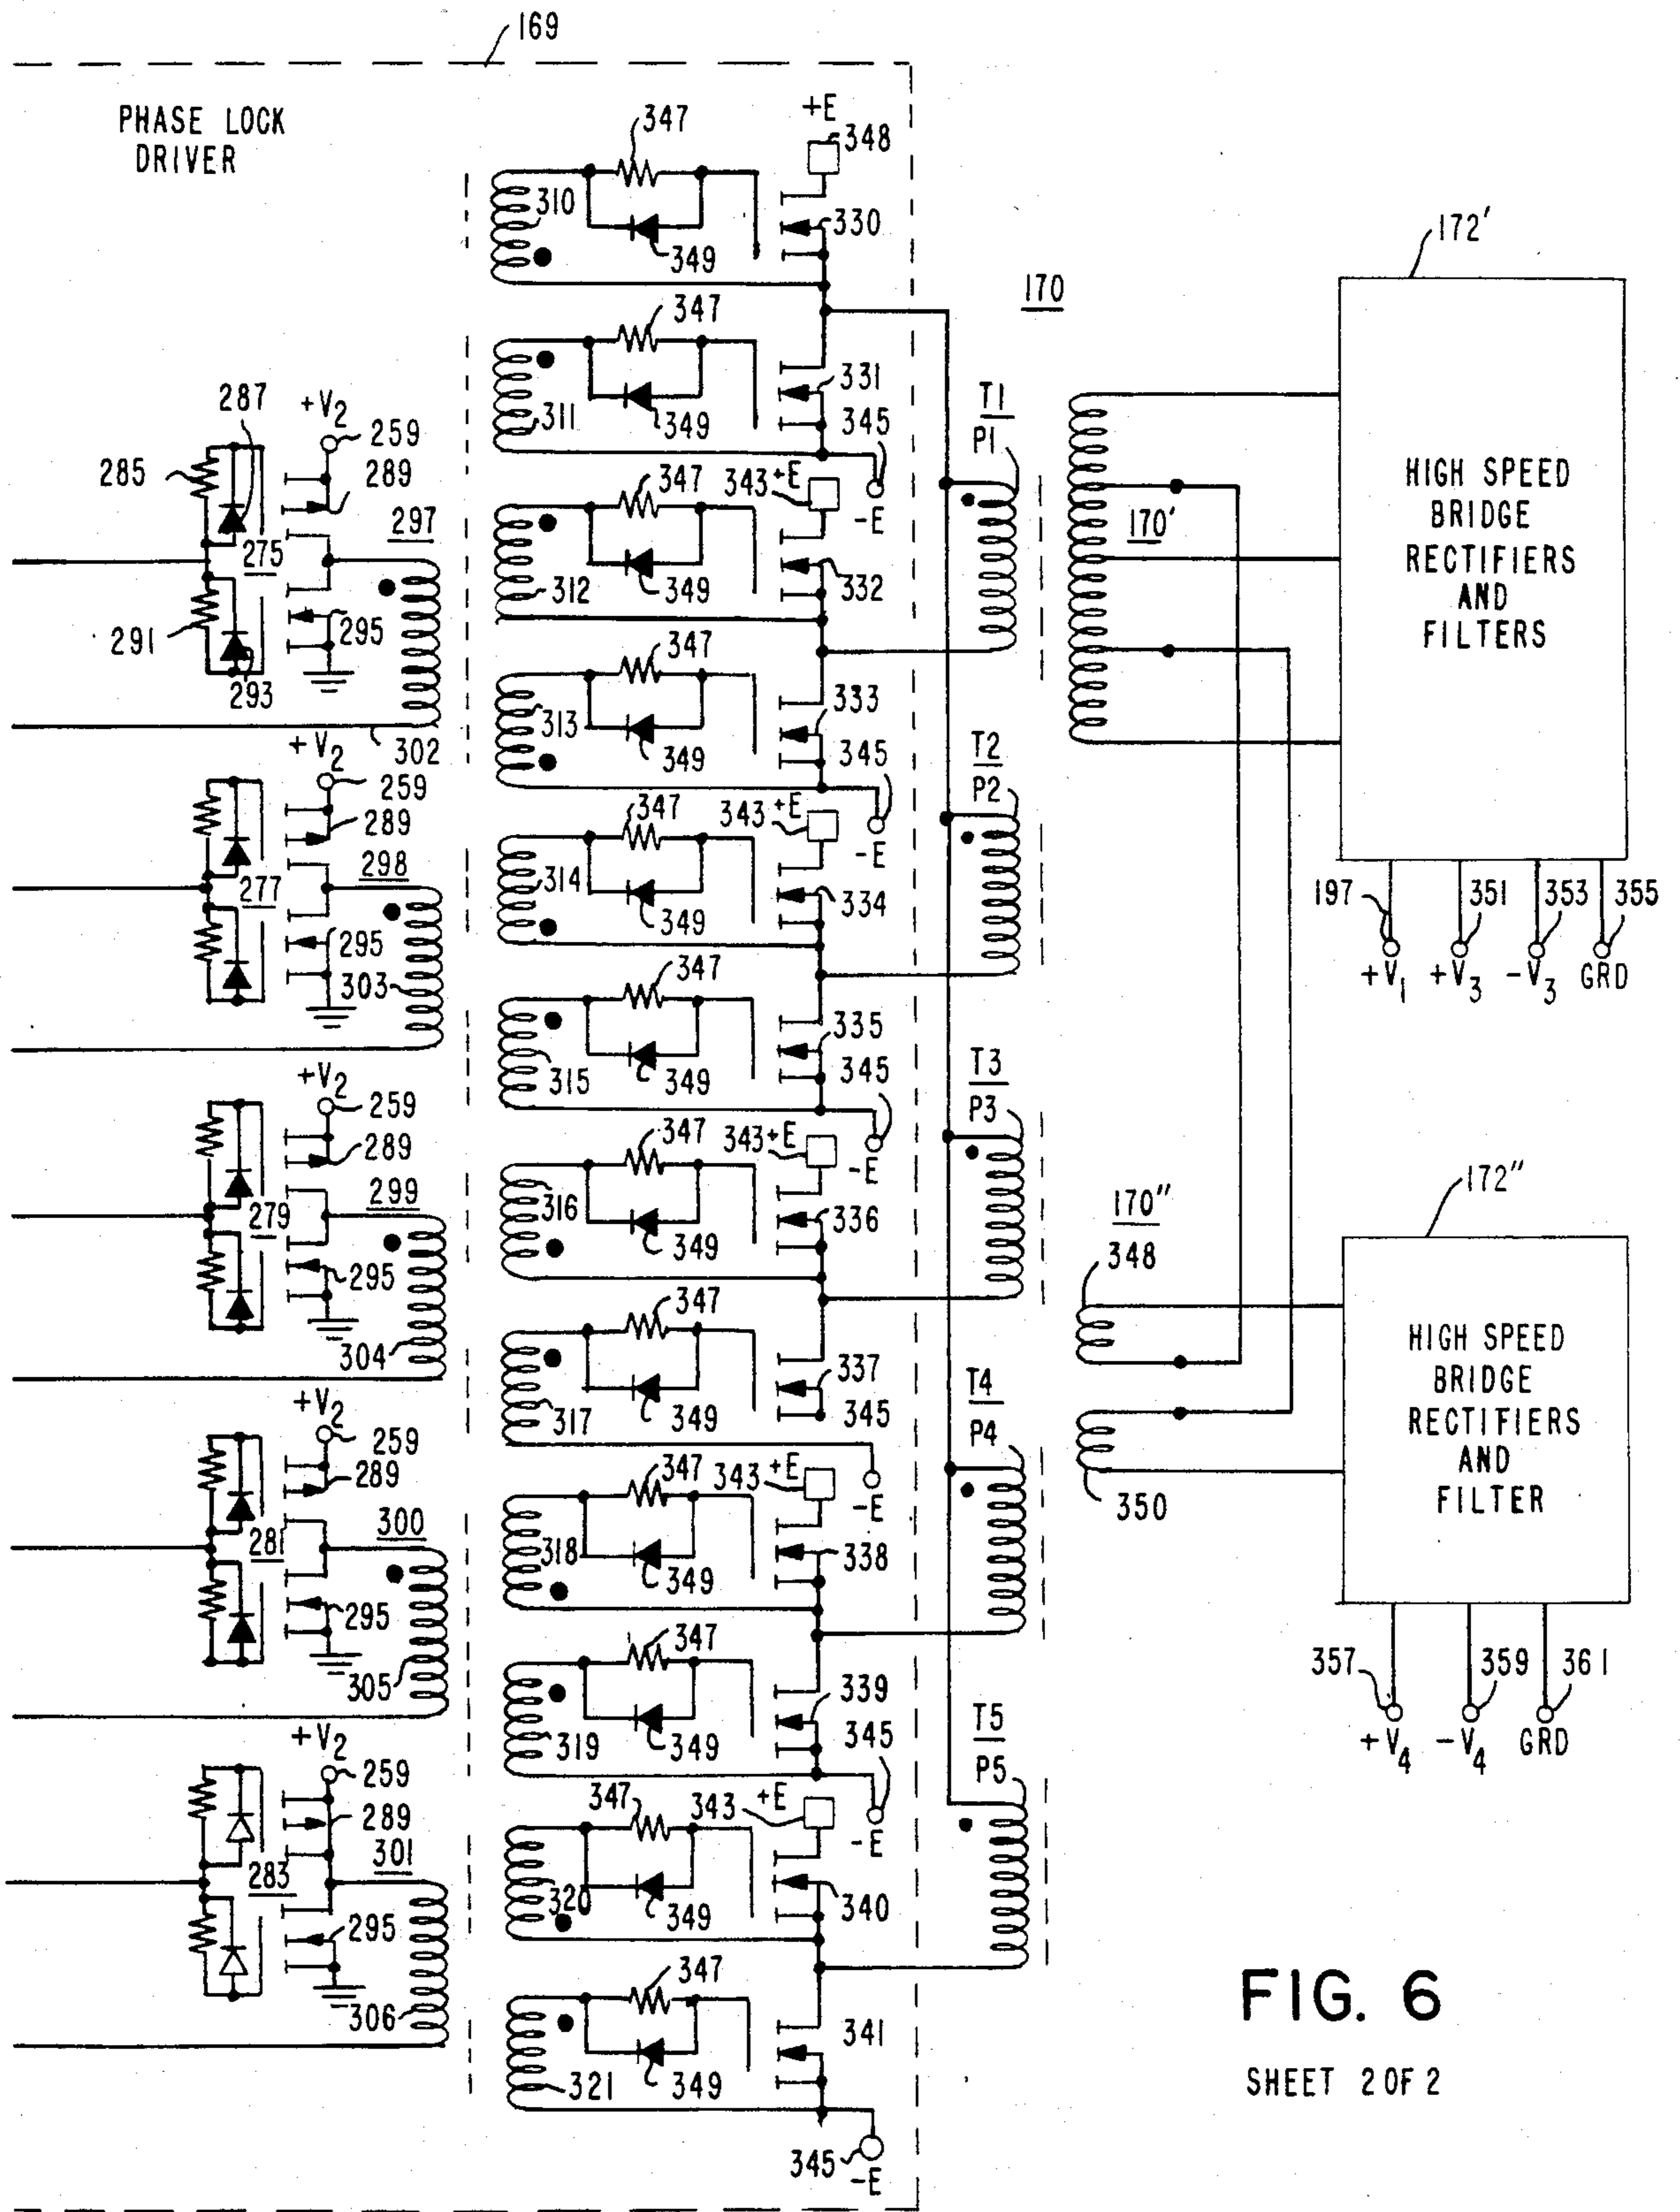 169
PHASE LOCK
DRIVER
+E
347
348
310
330
349
172'
170
347
331
311
349
345
T1
P1
287
+V2
259
285
289
347
343
+E
-E
HIGH SPEED
BRIDGE
RECTIFIERS
AND
FILTERS
297
170'
275
312
349
332
291
295
293
347
302
313
333
349
345
+V2
259
T2
P2
289
347
343
+E
-E
298
277
314
349
334
295
303
347
335
315
349
345
197
351
353
355
+V1
+V3
-V3
GRD
+V2
259
T3
P3
289
347
343
+E
-E
299
279
316
349
336
170"
348
172"
295
304
347
337
317
349
345
+V2
259
T4
P4
289
347
343
+E
-E
HIGH SPEED
BRIDGE
RECTIFIERS
AND
FILTER
350
300
281
318
349
338
295
305
347
339
319
349
345
357
359
361
+V4
-V4
GRD
+V2
259
T5
P5
289
347
343
+E
-E
301
283
320
349
340
295
306
347
341
321
349
345
-E
FIG. 6
SHEET 2 OF 2